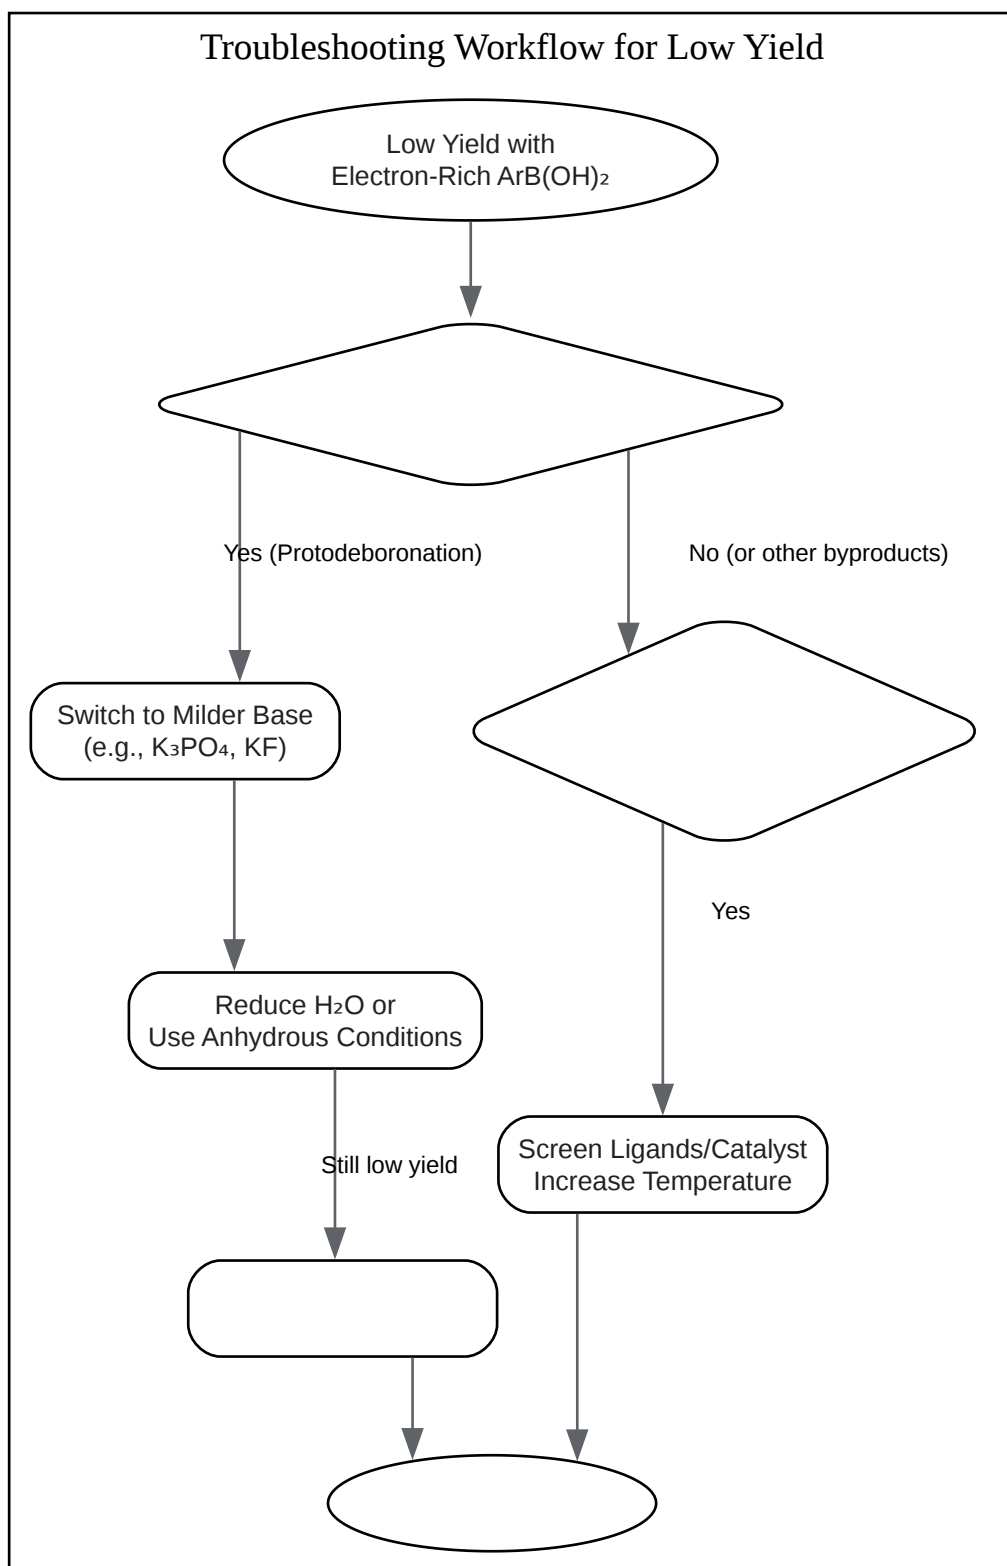 Troubleshooting Workflow for Low Yield
Low Yield with
Electron-Rich ArB(OH)₂
Yes (Protodeboronation)
No (or other byproducts)
Switch to Milder Base
(e.g., K₃PO₄, KF)
Yes
Reduce H₂O or
Use Anhydrous Conditions
Screen Ligands/Catalyst
Increase Temperature
Still low yield